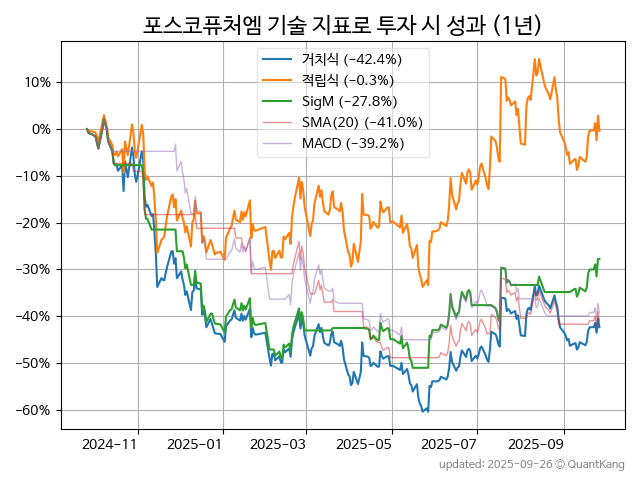 포스코퓨처엠 기술 지표로 투자 시 성과 (1년)
거치식 (−42.4%)
적립식 (−0.3%)
SigM (−27.8%)
SMA(20) (−41.0%)
MACD (−39.2%)
10%
0%
−10%
−20%
−30%
−40%
−50%
−60%
2024-11 2025-01 2025-03 2025-05 2025-07 2025-09
updated: 2025-09-26 © QuantKang